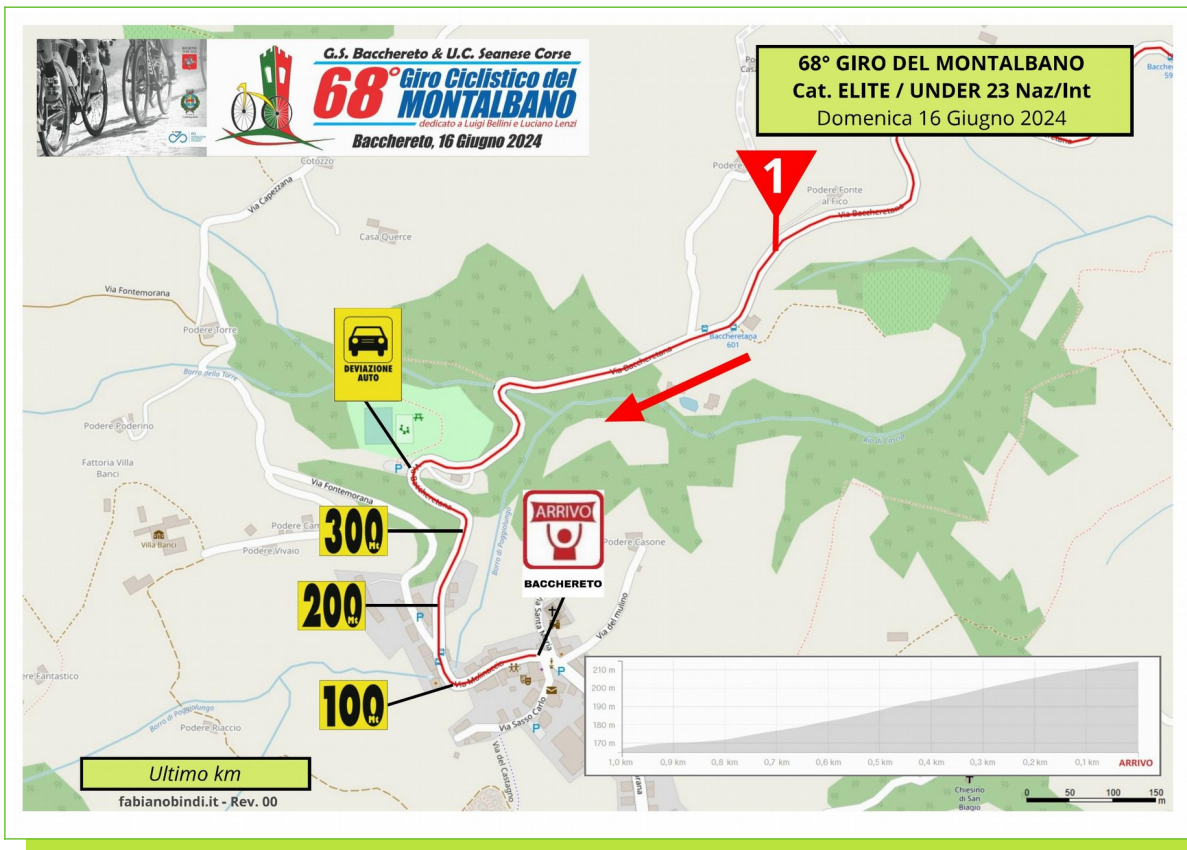 G.S. Bacchereto & U.C. Seanese Corse
68° Giro Ciclistico del
MONTALBANO
dedicato a Luigi Bellini e Luciano Lenzi
Bacchereto, 16 Giugno 2024
68° GIRO DEL MONTALBANO
Cat. ELITE / UNDER 23 Naz/Int
Domenica 16 Giugno 2024
Cotozzo
1
Podere Fonte
al Fico
Via Capezzana
Via Baccheretana
Casa Querce
Via Fontemorana
Podere Torre
Baccheretana
601
DEVIAZIONE
AUTO
Via Baccheretana
Borro della Torre
Podere Poderino
Rio di Cascio
Fattoria Villa
Banci
P
Via Baccheretana
Via Fontemorana
ARRIVO
300 Mt
Villa Banci
Podere Vivaio
Borro di Poggiolungo
Podere Casone
BACCHERETO
200 Mt
P
Via Santa Maria
Via del mulino
Via Molinaccio
P
100 Mt
Borro di Poggiolungo
Via Sasso Carlo
P
Podere Riaccio
Via del Castagno
210 m
200 m
190 m
180 m
170 m
1,0 km 0,9 km 0,8 km 0,7 km 0,6 km 0,5 km 0,4 km 0,3 km 0,2 km 0,1 km ARRIVO
Ultimo km
fabianobindi.it - Rev. 00
Chiesino
di San
Biagio
0 50 100 150
m